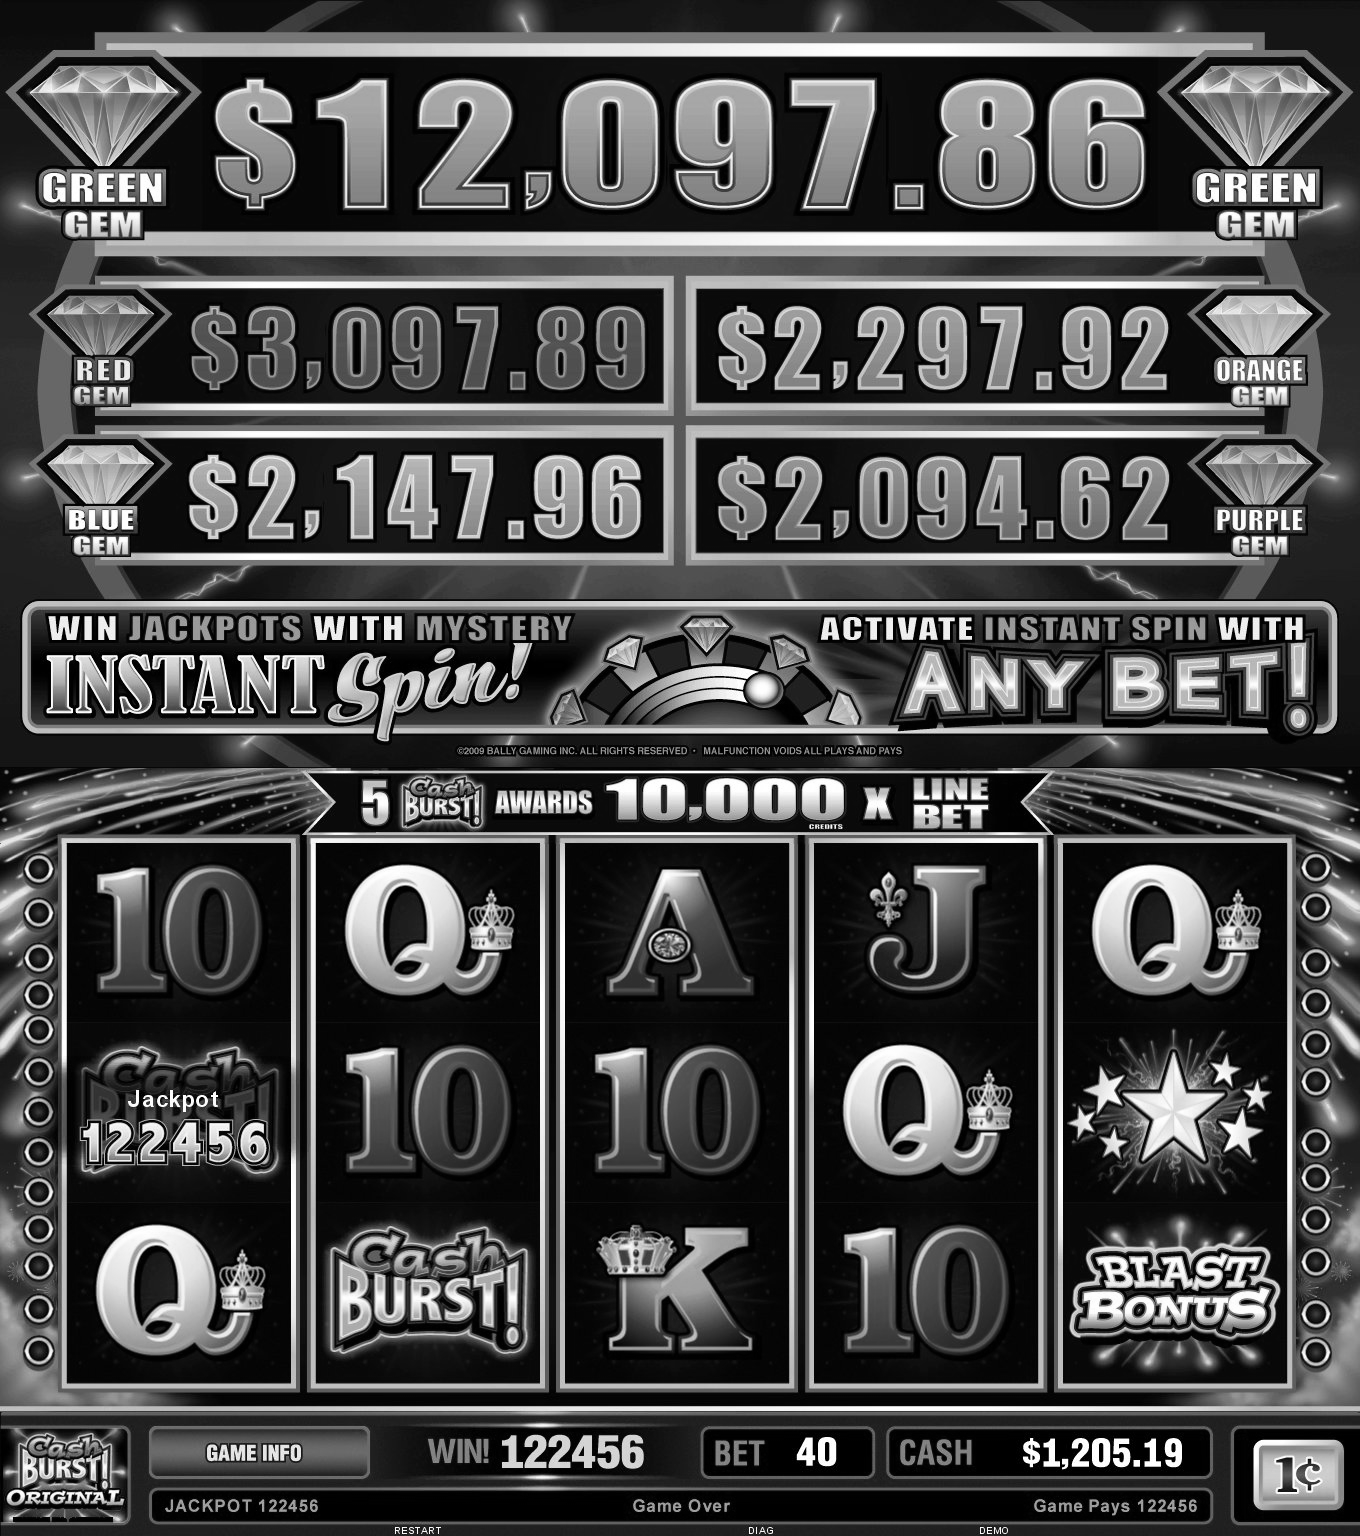 $12,097.86
GREEN GEM
GREEN GEM
$3,097.89
$2,297.92
RED GEM
ORANGE GEM
$2,147.96
$2,094.62
BLUE GEM
PURPLE GEM
WIN JACKPOTS WITH MYSTERY
INSTANT Spin!
ACTIVATE INSTANT SPIN WITH
ANY BET!
©2009 BALLY GAMING INC. ALL RIGHTS RESERVED · MALFUNCTION VOIDS ALL PLAYS AND PAYS
5 Cash BURST! AWARDS 10,000 CREDITS X LINE BET
10 Q A J Q
Cash BURST!
Jackpot
122456
10 10 Q
Q Cash BURST! K 10 BLAST BONUS
Cash BURST! ORIGINAL
GAME INFO
WIN! 122456
BET 40
CASH $1,205.19
1¢
JACKPOT 122456
Game Over
Game Pays 122456
RESTART
DIAG
DEMO